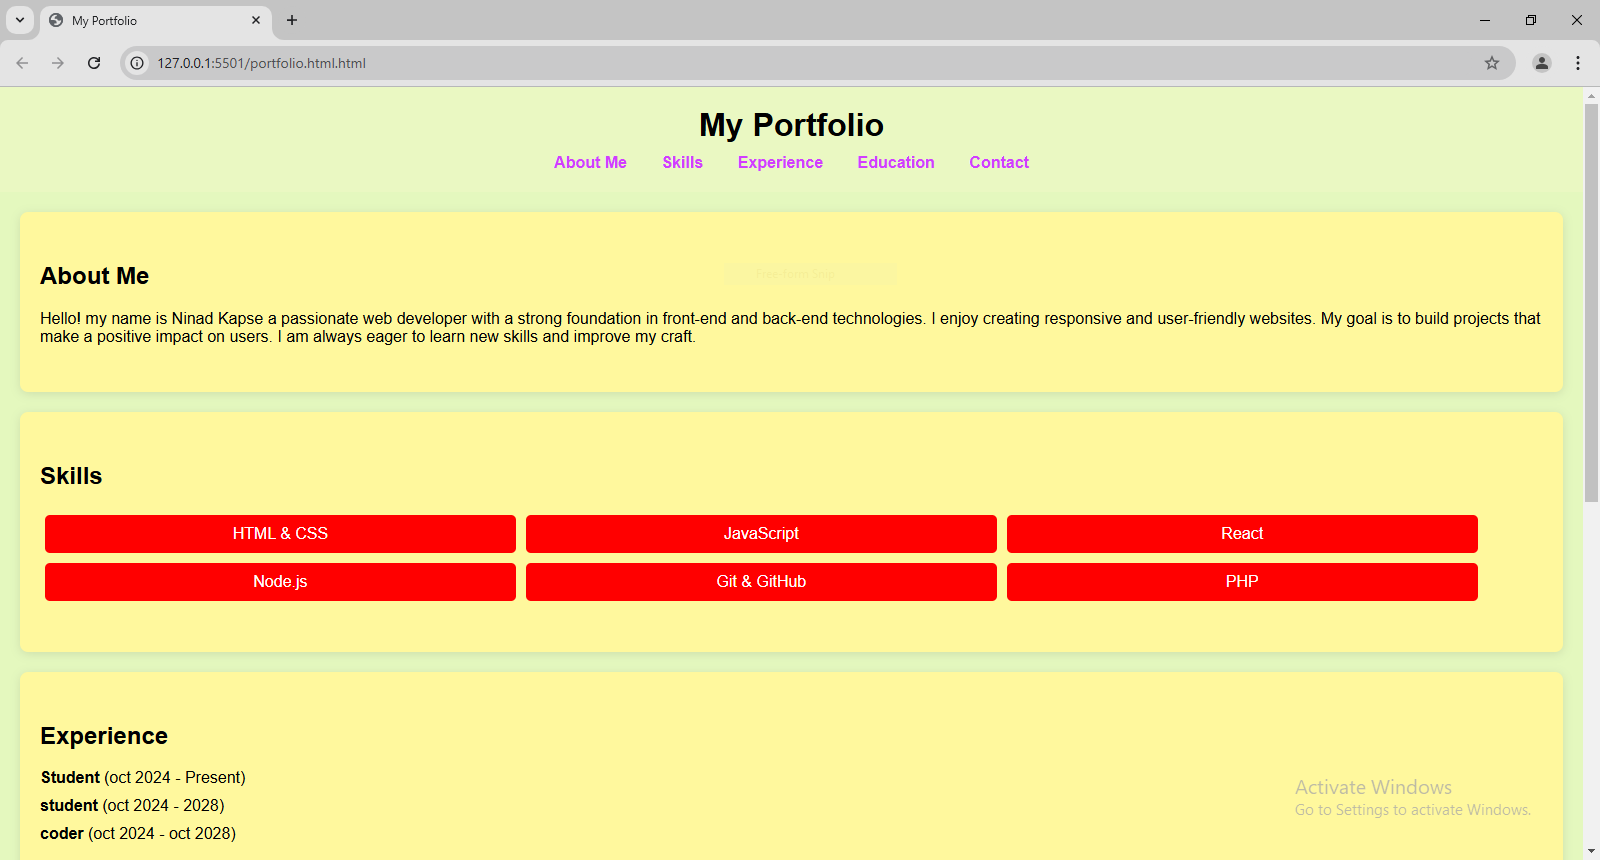 My Portfolio
127.0.0.1:5501/portfolio.html.html
My Portfolio
About Me Skills Experience Education Contact
About Me
Free-form Snip
Hello! my name is Ninad Kapse a passionate web developer with a strong foundation in front-end and back-end technologies. I enjoy creating responsive and user-friendly websites. My goal is to build projects that
make a positive impact on users. I am always eager to learn new skills and improve my craft.
Skills
HTML & CSS JavaScript React
Node.js Git & GitHub PHP
Experience
Student (oct 2024 - Present)
student (oct 2024 - 2028)
coder (oct 2024 - oct 2028)
Activate Windows
Go to Settings to activate Windows.